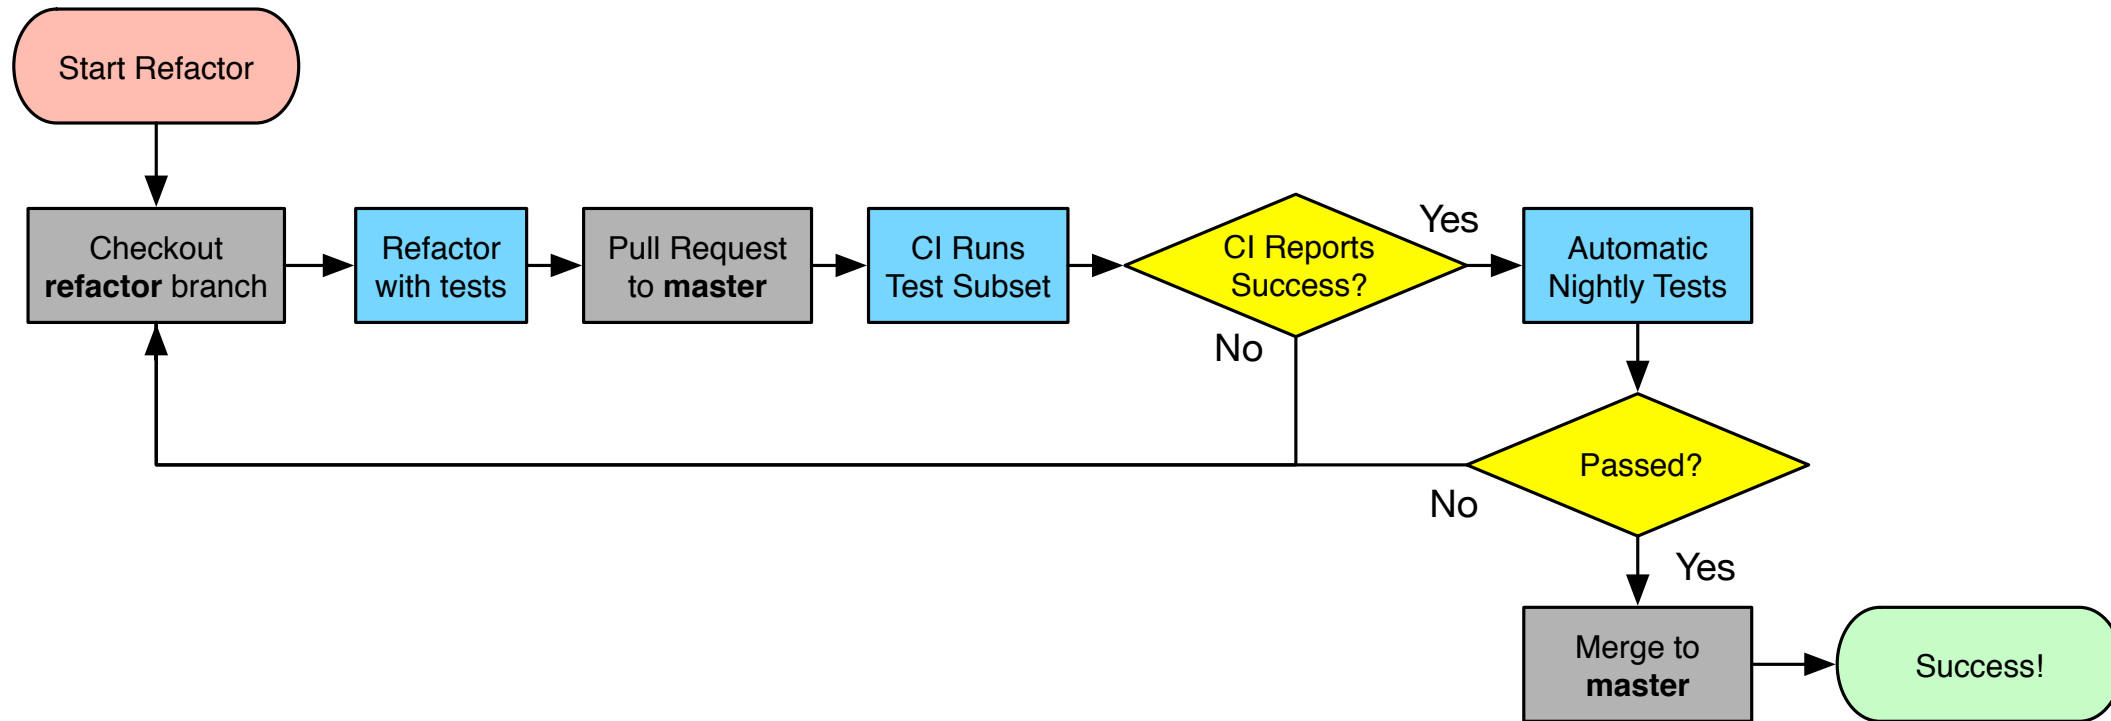 Start Refactor
Checkout
refactor branch
Refactor
with tests
Pull Request
to master
CI Runs
Test Subset
CI Reports
Success?
Yes
No
Automatic
Nightly Tests
Passed?
No
Yes
Merge to
master
Success!